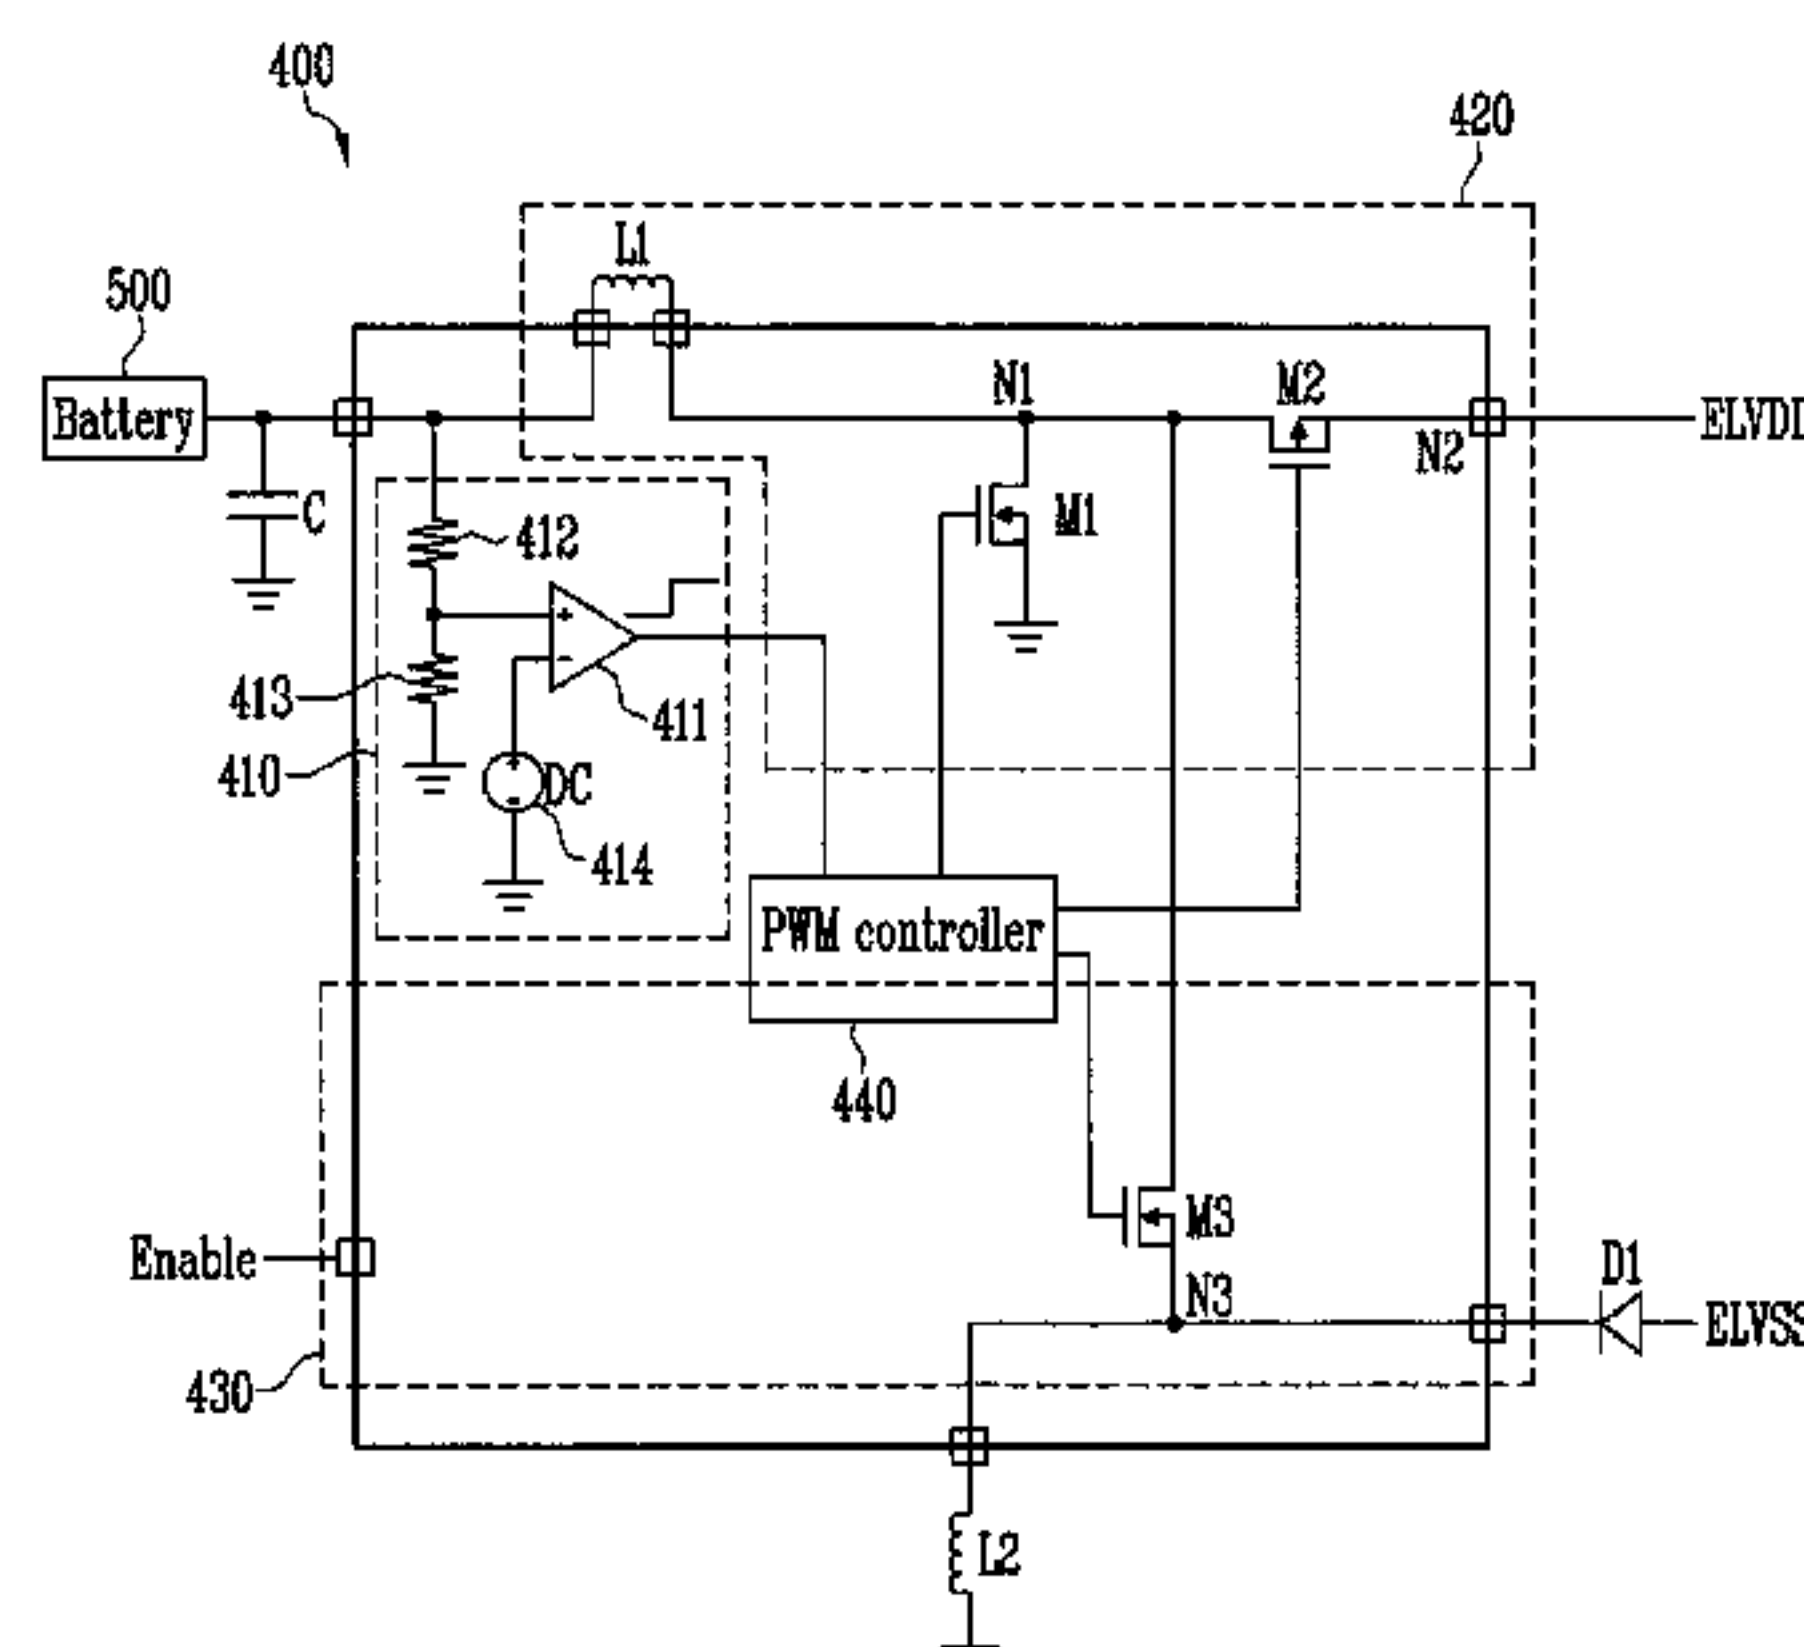 400
420
L1
500
Battery
N1
M2
ELVDD
N2
C
412
M1
413
411
410
DC
414
PWM controller
440
M3
Enable
N3
D1
ELVSS
430
L2